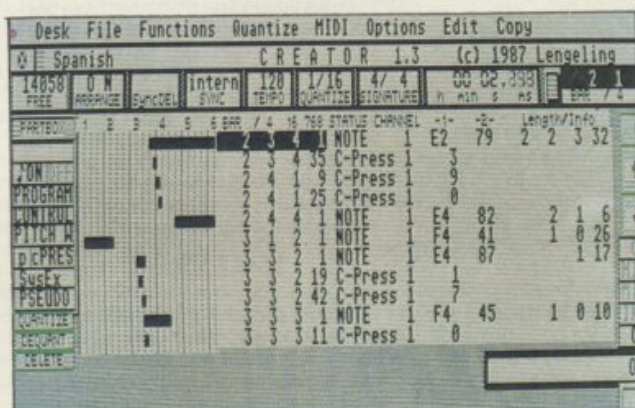 Desk File Functions Quantize MIDI Options Edit Copy
Spanish CREATOR 1.3 (c) 1987 Lengeling
14058 O N intern 120 1/16 4/ 4 00 02. 2 1
FREE ARRANGE SyncDEL SYNC TEMPO QUANTIZE SIGNATURE h min s ms BAR / 4
PARTBOX 1 2 3 4 5 6 BAR / 4 16 768 STATUS CHANNEL -1- -2- Length/Info
2 3 4 1 NOTE 1 E2 79 2 2 3 32
2 3 4 35 C-Press 1 3
2 4 1 9 C-Press 1 9
PROGRAM 2 4 1 25 C-Press 1 0
CONTROL 2 4 4 1 NOTE 1 E4 82 2 1 6
PITCH W 3 1 2 1 NOTE 1 F4 41 1 0 26
p|cPRES 3 3 2 1 NOTE 1 E4 87 1 17
SysEx 3 3 2 19 C-Press 1 1
PSEUDO 3 3 2 42 C-Press 1 7
QUANTIZE 3 3 3 1 NOTE 1 F4 45 1 0 10
DEQUANT 3 3 3 11 C-Press 1 0
DELETE